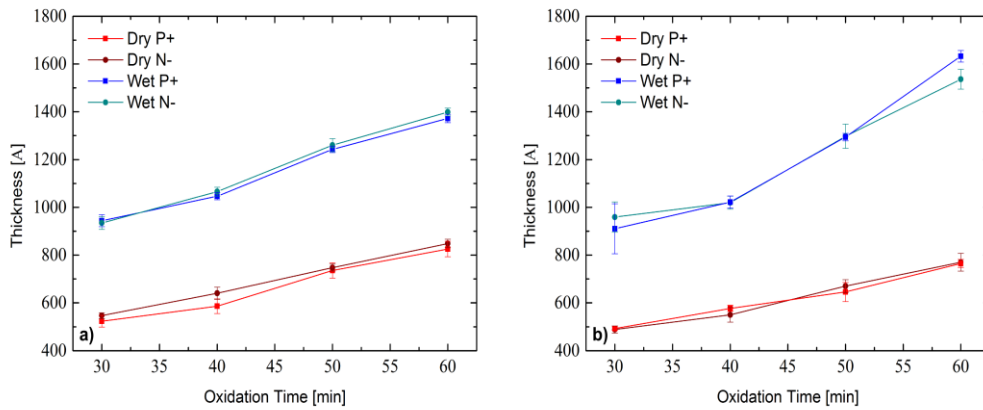 1800
1600
1400
1200
1000
800
600
400
Thickness [A]
Dry P+
Dry N-
Wet P+
Wet N-
a)
30 35 40 45 50 55 60
Oxidation Time [min]
1800
1600
1400
1200
1000
800
600
400
Thickness [A]
Dry P+
Dry N-
Wet P+
Wet N-
b)
30 35 40 45 50 55 60
Oxidation Time [min]